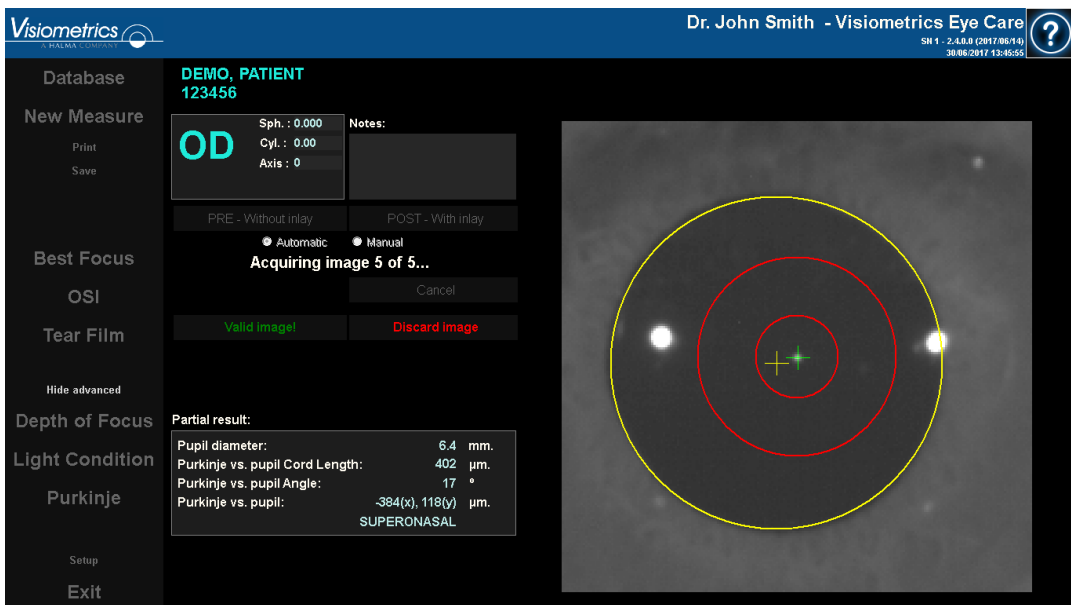 Visiometrics
A HALMA COMPANY
Dr. John Smith - Visiometrics Eye Care
SN 1 - 2.4.0.0 (2017/06/14)
30/06/2017 13:45:55
?
Database
New Measure
Print
Save
Best Focus
OSI
Tear Film
Hide advanced
Depth of Focus
Light Condition
Purkinje
Setup
Exit
DEMO, PATIENT
123456
OD
Sph. : 0.000
Cyl. : 0.00
Axis : 0
Notes:
PRE - Without inlay
POST - With inlay
Automatic
Manual
Acquiring image 5 of 5...
Cancel
Valid image!
Discard image
Partial result:
Pupil diameter: 6.4 mm.
Purkinje vs. pupil Cord Length: 402 µm.
Purkinje vs. pupil Angle: 17 °
Purkinje vs. pupil: -384(x), 118(y) µm.
SUPERONASAL